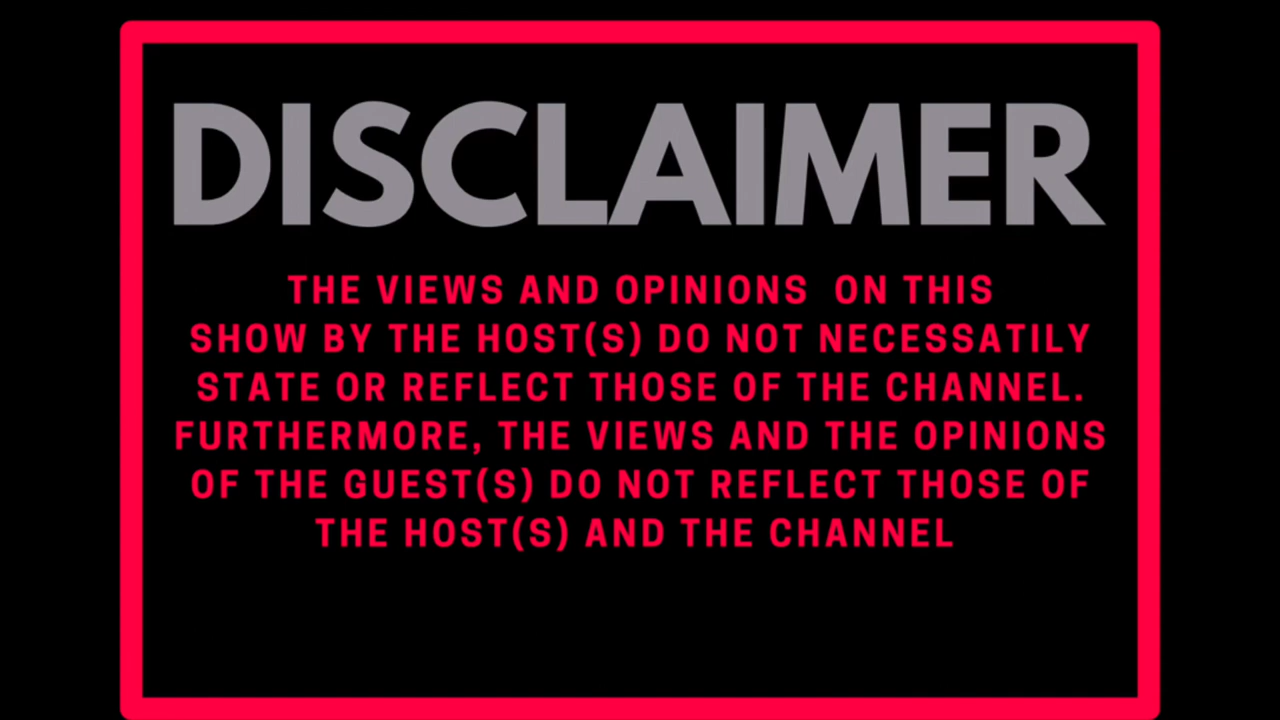 DISCLAIMER
THE VIEWS AND OPINIONS ON THIS
SHOW BY THE HOST(S) DO NOT NECESSATILY
STATE OR REFLECT THOSE OF THE CHANNEL.
FURTHERMORE, THE VIEWS AND THE OPINIONS
OF THE GUEST(S) DO NOT REFLECT THOSE OF
THE HOST(S) AND THE CHANNEL